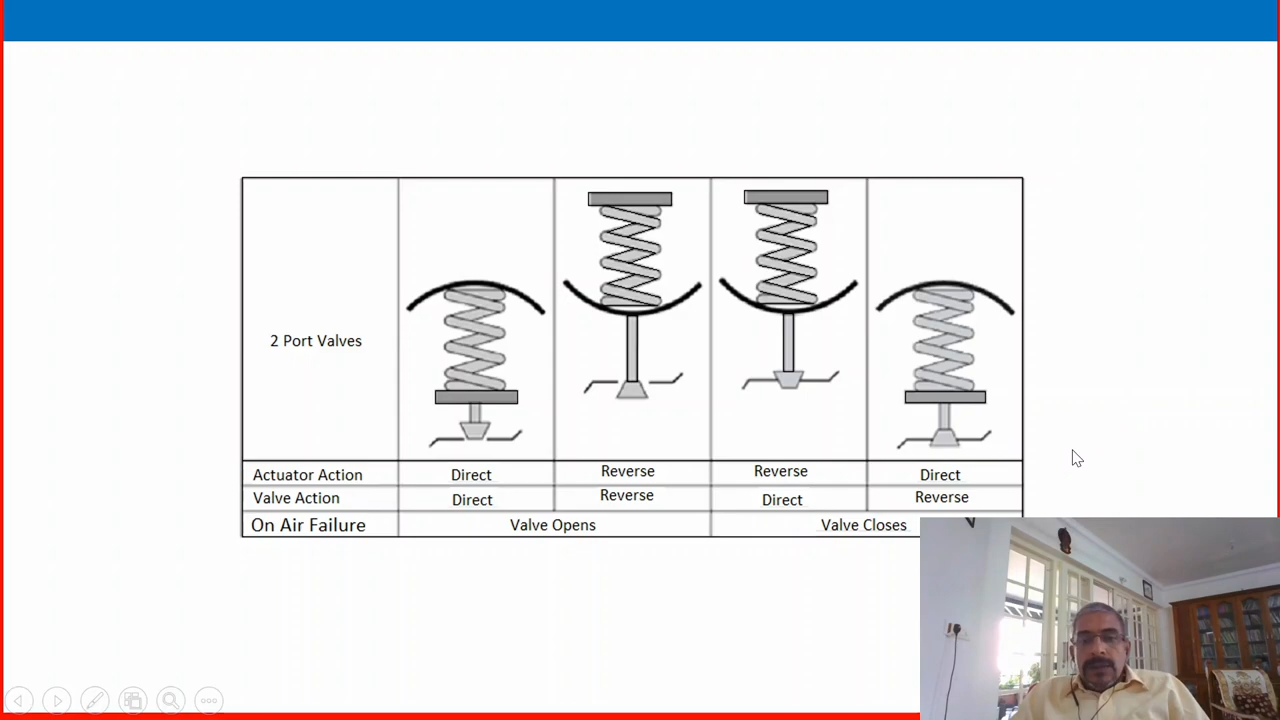 2 Port Valves
Actuator Action Direct Reverse Reverse Direct
Valve Action Direct Reverse Direct Reverse
On Air Failure Valve Opens Valve Closes